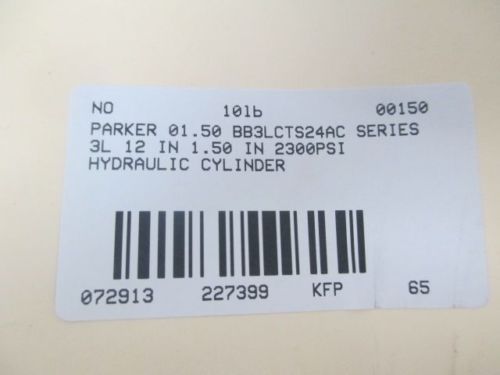 NO 10lb 00150
PARKER 01.50 BB3LCTS24AC SERIES
3L 12 IN 1.50 IN 2300PSI
HYDRAULIC CYLINDER
072913 227399 KFP 65